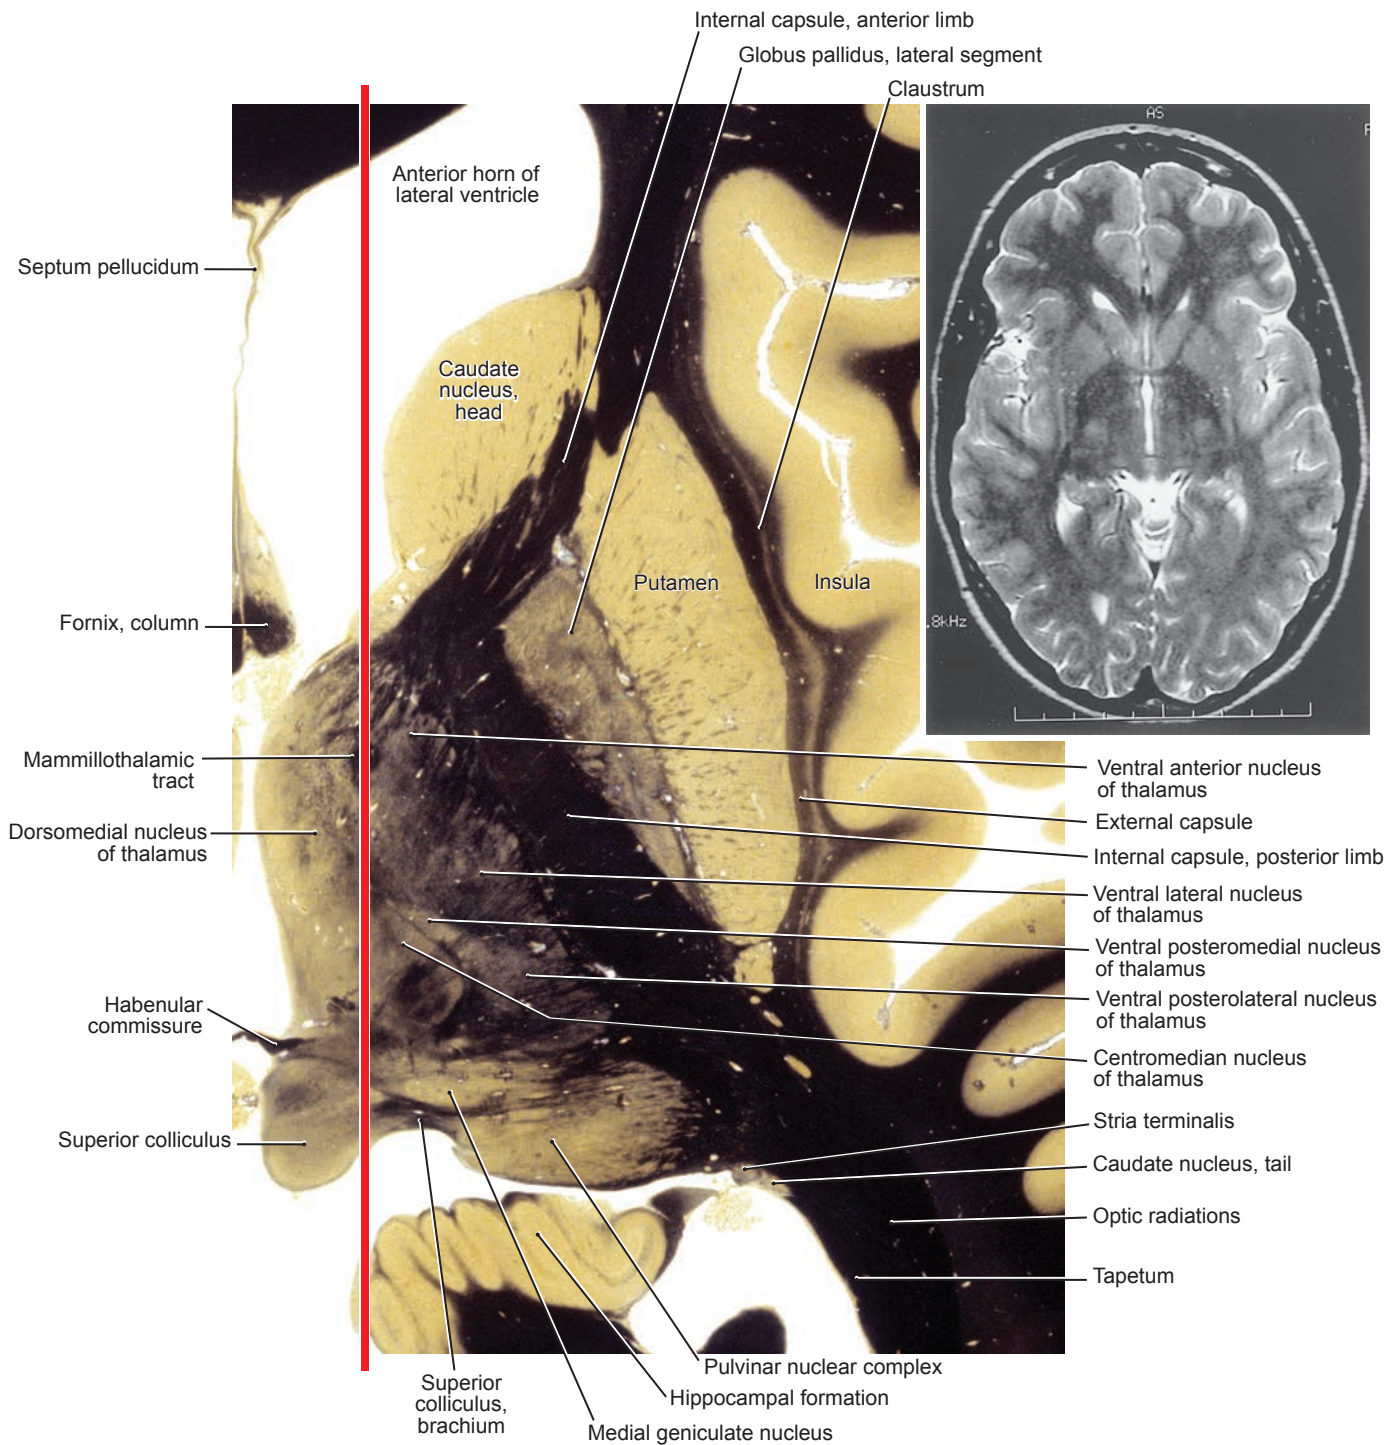 Internal capsule, anterior limb
Globus pallidus, lateral segment
Claustrum
AS
Anterior horn of
lateral ventricle
Septum pellucidum
Caudate
nucleus,
head
Putamen
Insula
Fornix, column
.8kHz
Mammillothalamic
tract
Dorsomedial nucleus
of thalamus
Habenular
commissure
Superior colliculus
Ventral anterior nucleus
of thalamus
External capsule
Internal capsule, posterior limb
Ventral lateral nucleus
of thalamus
Ventral posteromedial nucleus
of thalamus
Ventral posterolateral nucleus
of thalamus
Centromedian nucleus
of thalamus
Stria terminalis
Caudate nucleus, tail
Optic radiations
Tapetum
Superior
colliculus,
brachium
Pulvinar nuclear complex
Hippocampal formation
Medial geniculate nucleus